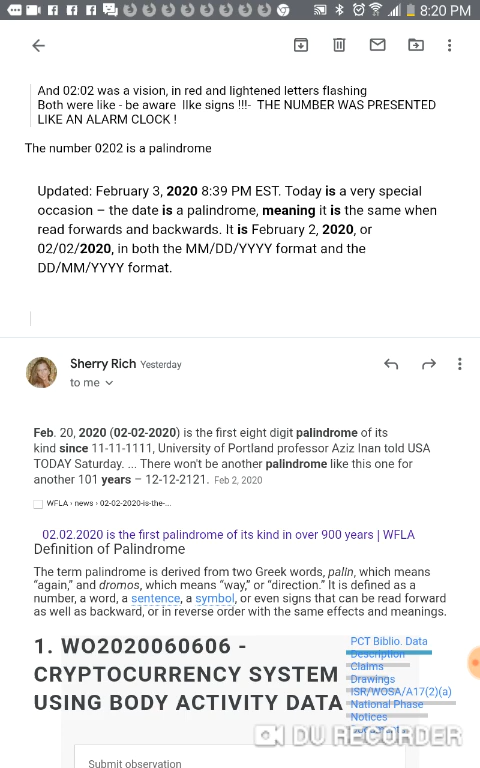 8:20 PM
And 02:02 was a vision, in red and lightened letters flashing
Both were like - be aware lIke signs !!!- THE NUMBER WAS PRESENTED
LIKE AN ALARM CLOCK !
The number 0202 is a palindrome
Updated: February 3, 2020 8:39 PM EST. Today is a very special
occasion – the date is a palindrome, meaning it is the same when
read forwards and backwards. It is February 2, 2020, or
02/02/2020, in both the MM/DD/YYYY format and the
DD/MM/YYYY format.
Sherry Rich Yesterday
to me
Feb. 20, 2020 (02-02-2020) is the first eight digit palindrome of its
kind since 11-11-1111, University of Portland professor Aziz Inan told USA
TODAY Saturday. ... There won't be another palindrome like this one for
another 101 years – 12-12-2121. Feb 2, 2020
WFLA › news › 02-02-2020-is-the-...
02.02.2020 is the first palindrome of its kind in over 900 years | WFLA
Definition of Palindrome
The term palindrome is derived from two Greek words, palin, which means
“again,” and dromos, which means “way,” or “direction.” It is defined as a
number, a word, a sentence, a symbol, or even signs that can be read forward
as well as backward, or in reverse order with the same effects and meanings.
1. WO2020060606 -
CRYPTOCURRENCY SYSTEM
USING BODY ACTIVITY DATA
PCT Biblio. Data
Description
Claims
Drawings
ISR/WOSA/A17(2)(a)
National Phase
Notices
DU RECORDER
Submit observation